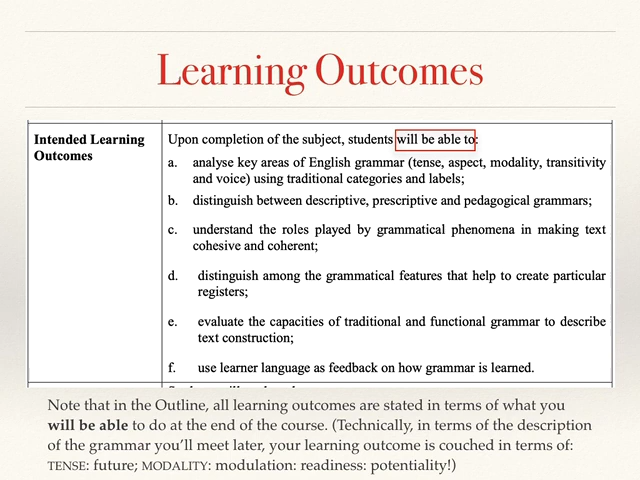 Learning Outcomes
Intended Learning
Outcomes
Upon completion of the subject, students will be able to:
a. analyse key areas of English grammar (tense, aspect, modality, transitivity
and voice) using traditional categories and labels;
b. distinguish between descriptive, prescriptive and pedagogical grammars;
c. understand the roles played by grammatical phenomena in making text
cohesive and coherent;
d. distinguish among the grammatical features that help to create particular
registers;
e. evaluate the capacities of traditional and functional grammar to describe
text construction;
f. use learner language as feedback on how grammar is learned.
Note that in the Outline, all learning outcomes are stated in terms of what you
will be able to do at the end of the course. (Technically, in terms of the description
of the grammar you’ll meet later, your learning outcome is couched in terms of:
TENSE: future; MODALITY: modulation: readiness: potentiality!)